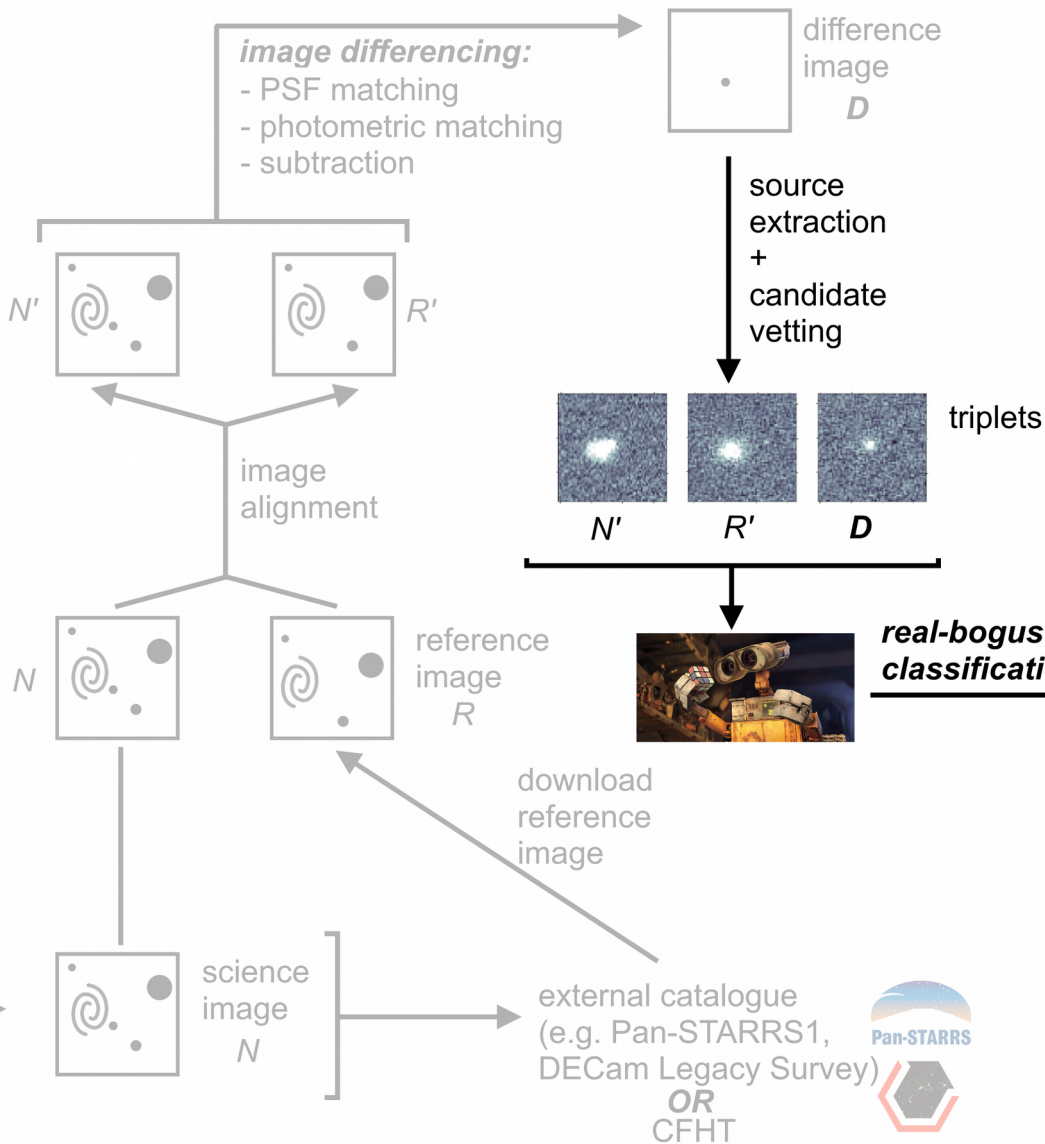 image differencing:
- PSF matching
- photometric matching
- subtraction
difference
image
D
source
extraction
+
candidate
vetting
N'
R'
triplets
N'
R'
D
image
alignment
real-bogus
classificati
N
reference
image
R
download
reference
image
science
image
N
external catalogue
(e.g. Pan-STARRS1,
DECam Legacy Survey)
OR
CFHT
Pan-STARRS